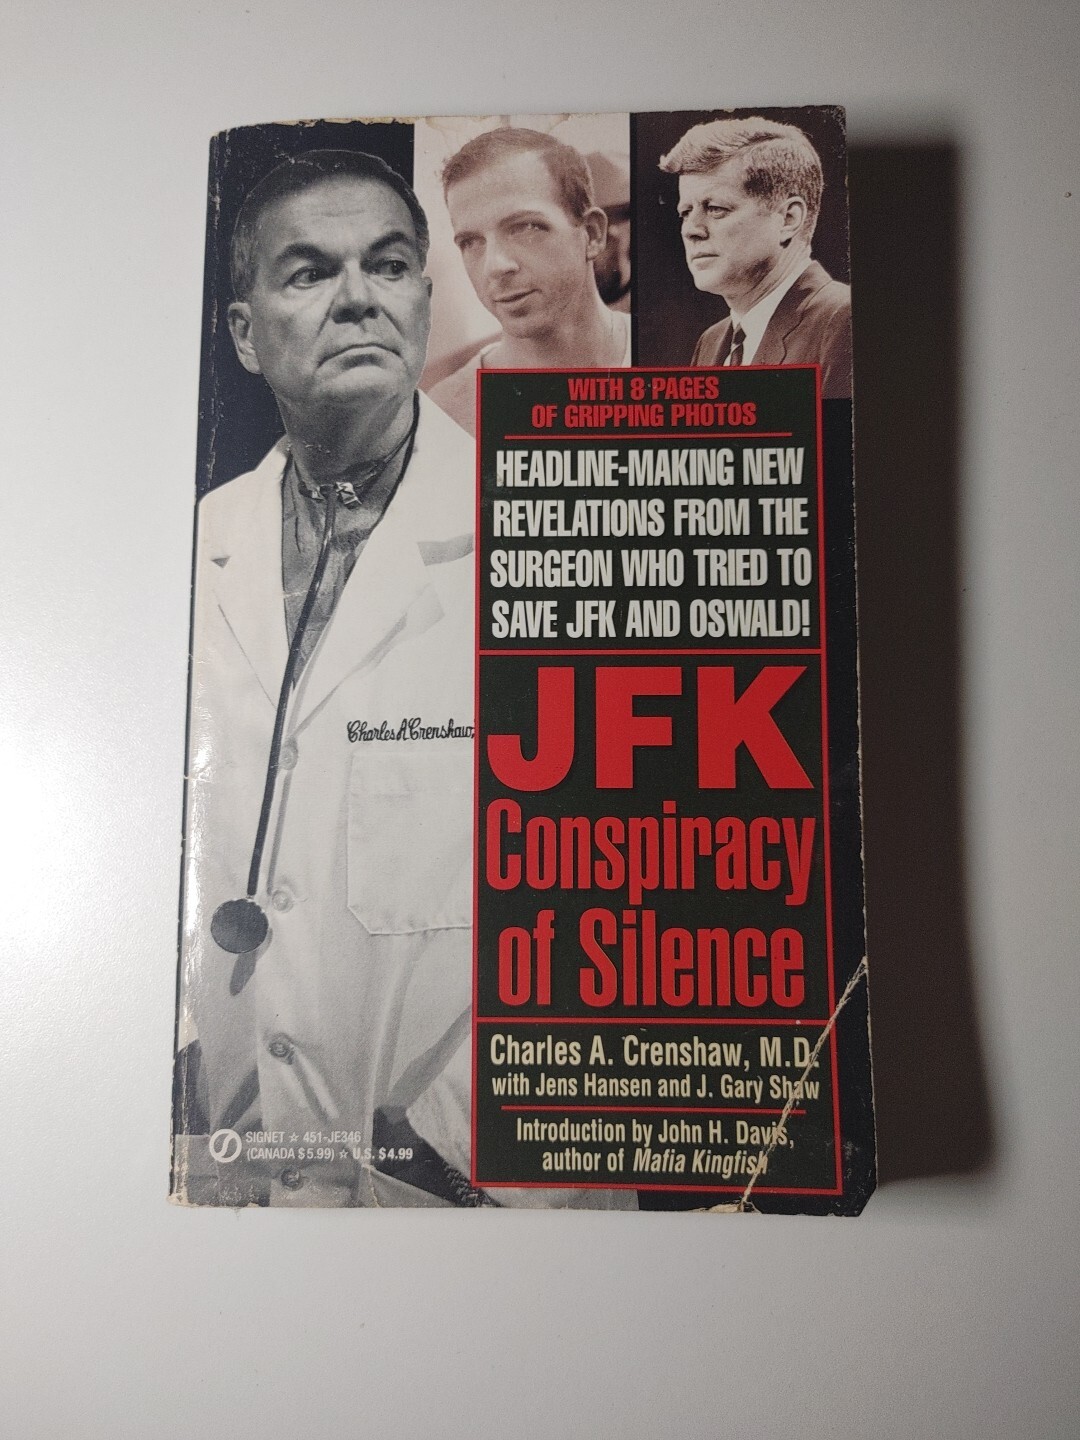 WITH 8 PAGES
OF GRIPPING PHOTOS
HEADLINE-MAKING NEW
REVELATIONS FROM THE
SURGEON WHO TRIED TO
SAVE JFK AND OSWALD!
Charles A Crenshaw,
JFK
Conspiracy
of Silence
Charles A. Crenshaw, M.D.
with Jens Hansen and J. Gary Shaw
Introduction by John H. Davis,
author of Mafia Kingfish
SIGNET ☆ 451-JE346
(CANADA $5.99) ☆ U.S. $4.99